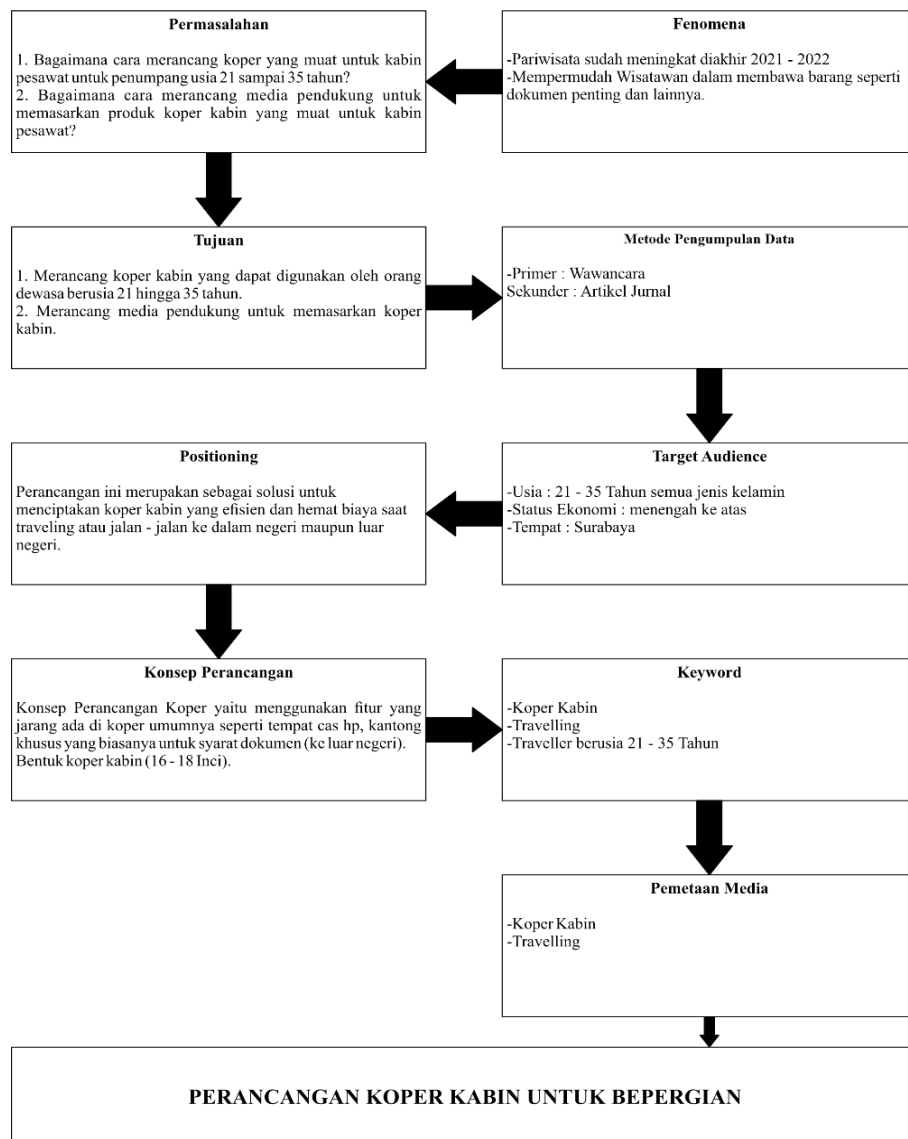 Permasalahan
1. Bagaimana cara merancang koper yang muat untuk kabin
pesawat untuk penumpang usia 21 sampai 35 tahun?
2. Bagaimana cara merancang media pendukung untuk
memasarkan produk koper kabin yang muat untuk kabin
pesawat?
Fenomena
-Pariwisata sudah meningkat diakhir 2021 - 2022
-Mempermudah Wisatawan dalam membawa barang seperti
dokumen penting dan lainnya.
Tujuan
1. Merancang koper kabin yang dapat digunakan oleh orang
dewasa berusia 21 hingga 35 tahun.
2. Merancang media pendukung untuk memasarkan koper
kabin.
Metode Pengumpulan Data
-Primer : Wawancara
Sekunder : Artikel Jurnal
Positioning
Perancangan ini merupakan sebagai solusi untuk
menciptakan koper kabin yang efisien dan hemat biaya saat
traveling atau jalan - jalan ke dalam negeri maupun luar
negeri.
Target Audience
-Usia : 21 - 35 Tahun semua jenis kelamin
-Status Ekonomi : menengah ke atas
-Tempat : Surabaya
Konsep Perancangan
Konsep Perancangan Koper yaitu menggunakan fitur yang
jarang ada di koper umumnya seperti tempat cas hp, kantong
khusus yang biasanya untuk syarat dokumen (ke luar negeri).
Bentuk koper kabin (16 - 18 Inci).
Keyword
-Koper Kabin
-Travelling
-Traveller berusia 21 - 35 Tahun
Pemetaan Media
-Koper Kabin
-Travelling
PERANCANGAN KOPER KABIN UNTUK BEPERGIAN